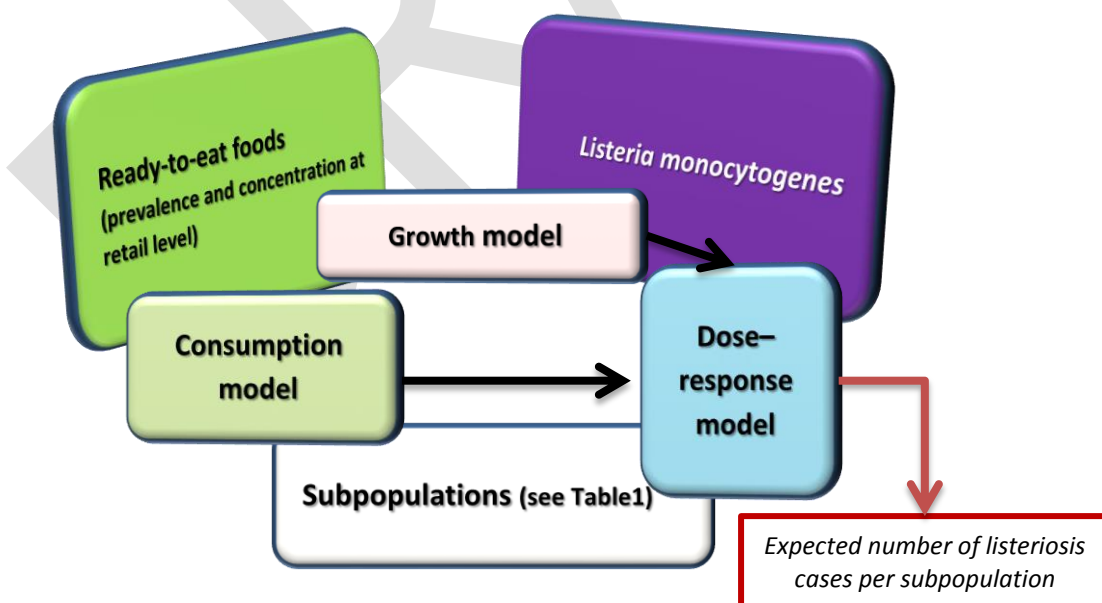 Ready-to-eat foods
(prevalence and concentration at
retail level)
Listeria monocytogenes
Growth model
Consumption
model
Dose–
response
model
Subpopulations (see Table1)
Expected number of listeriosis
cases per subpopulation